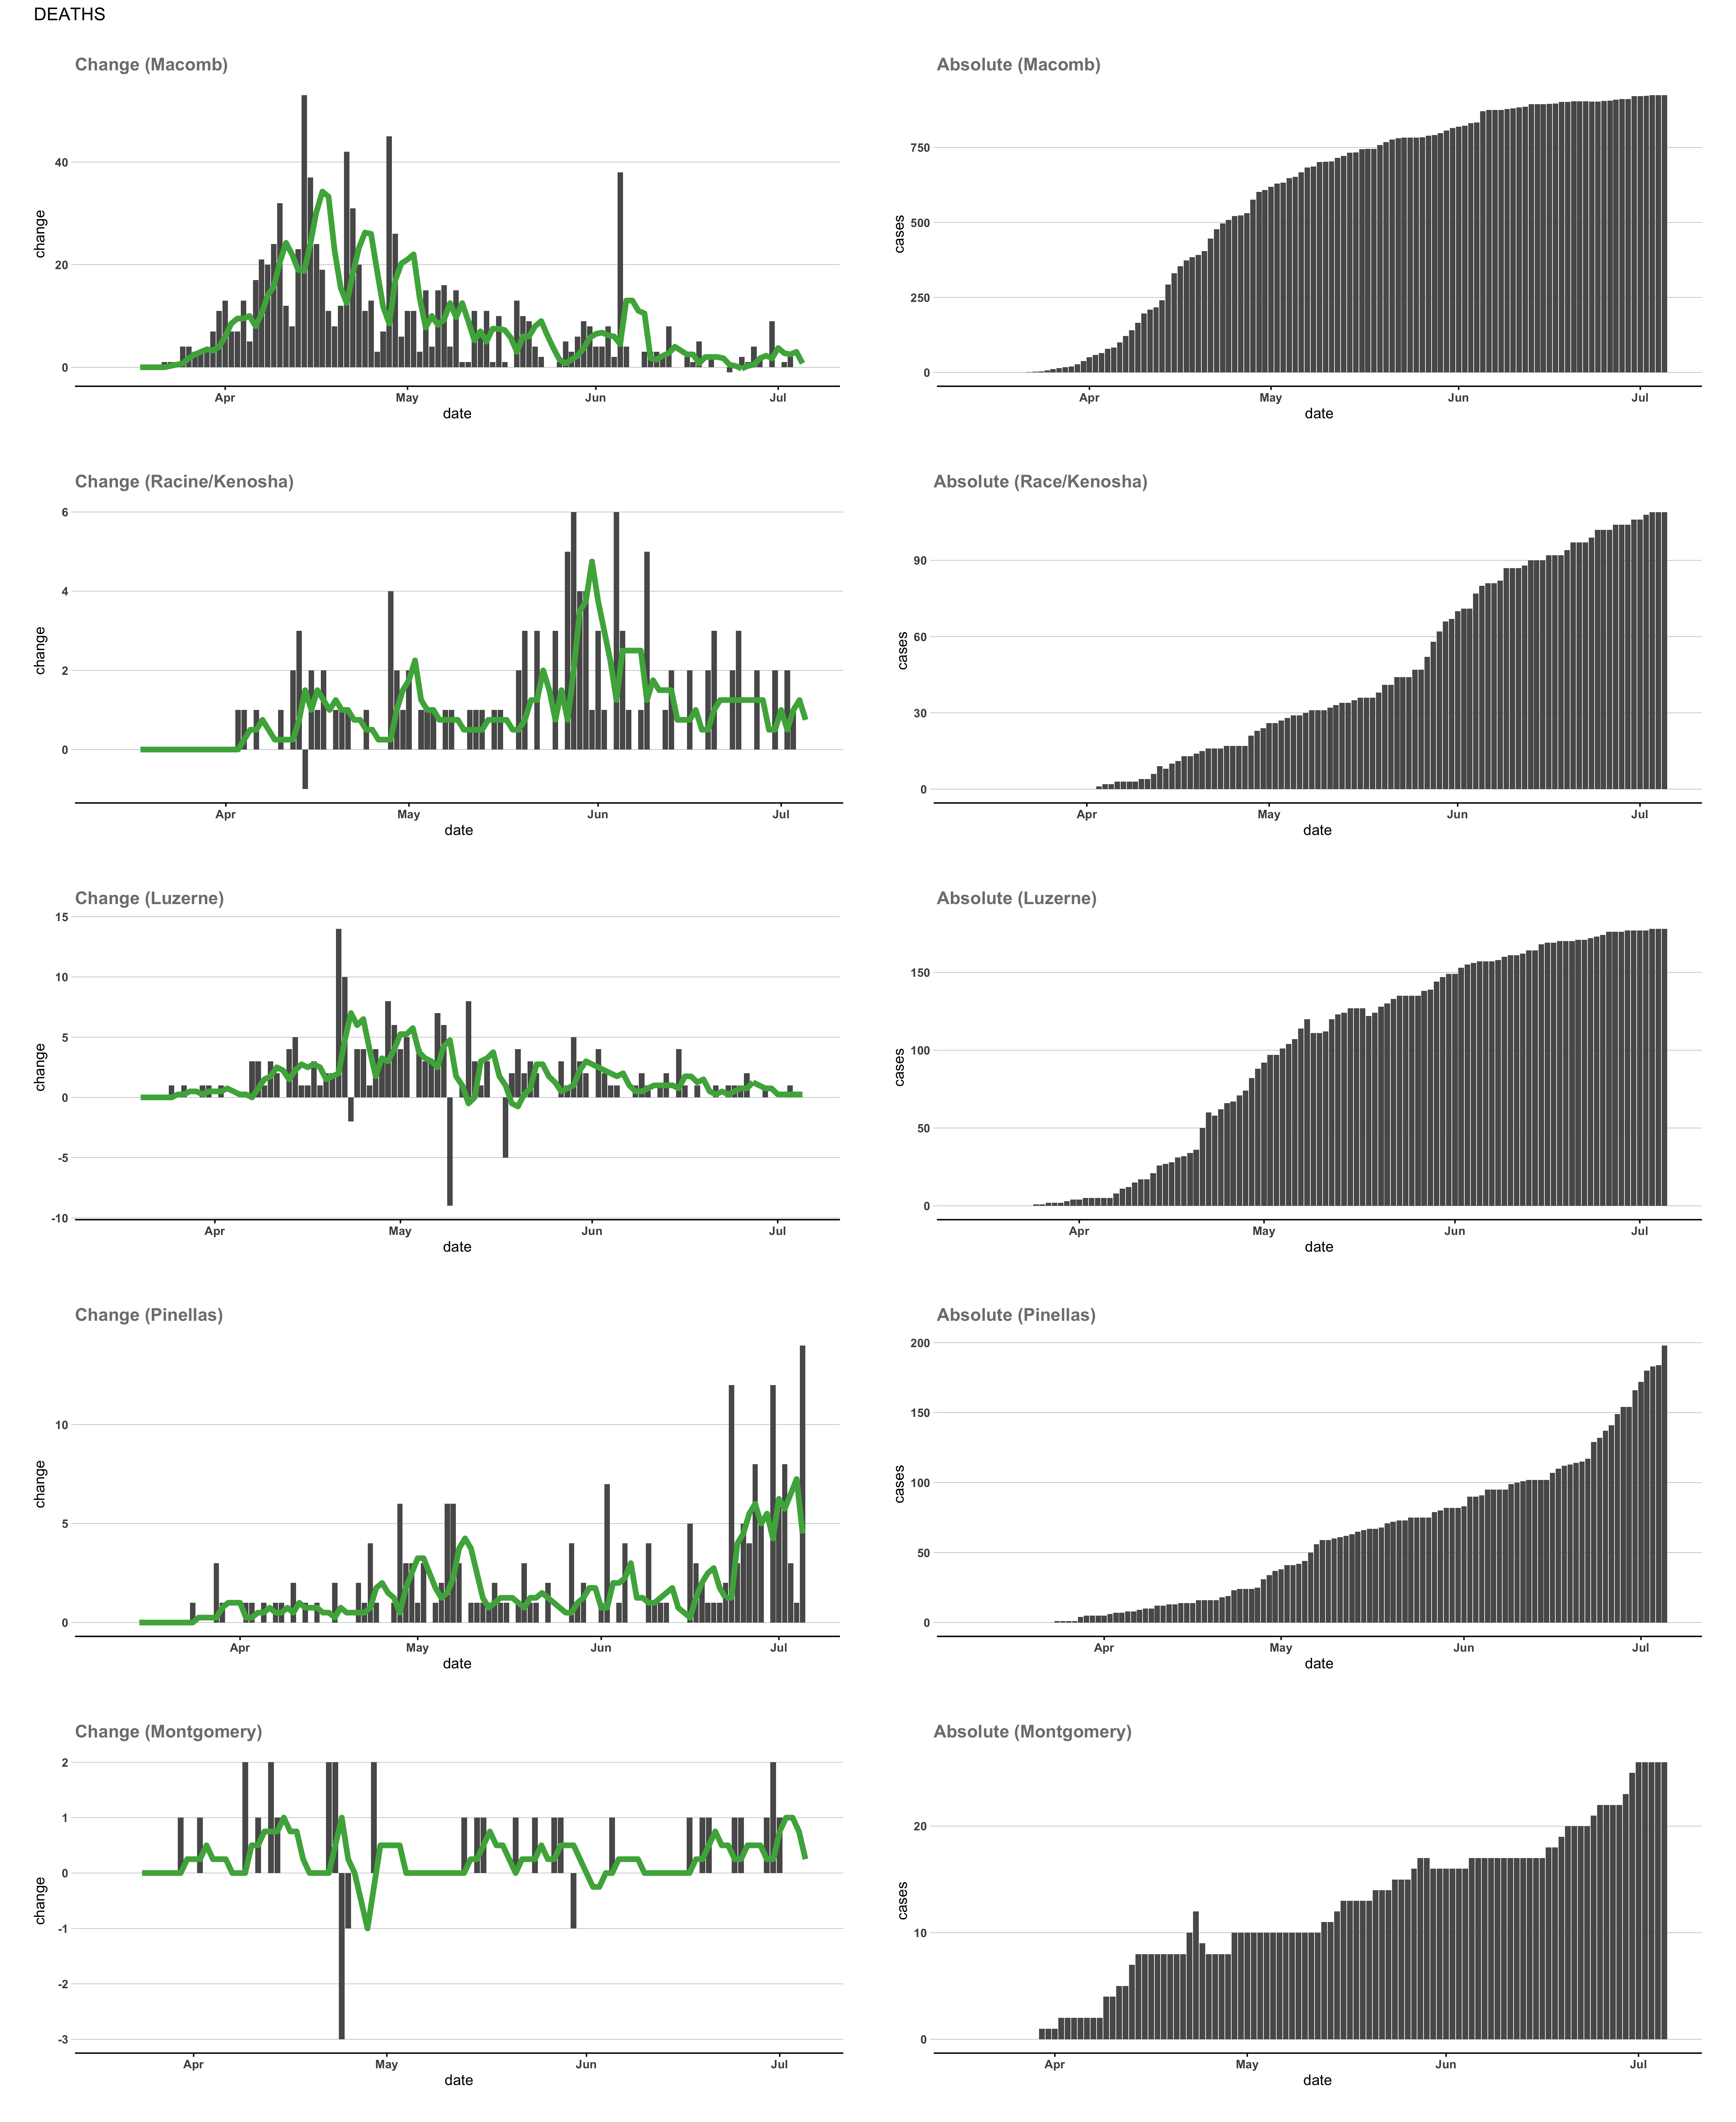 DEATHS
Change (Macomb)
40
20
0
change
Apr May Jun Jul
date
Absolute (Macomb)
750
500
250
0
cases
Apr May Jun Jul
date
Change (Racine/Kenosha)
6
4
2
0
change
Apr May Jun Jul
date
Absolute (Race/Kenosha)
90
60
30
0
cases
Apr May Jun Jul
date
Change (Luzerne)
15
10
5
0
-5
-10
change
Apr May Jun Jul
date
Absolute (Luzerne)
150
100
50
0
cases
Apr May Jun Jul
date
Change (Pinellas)
10
5
0
change
Apr May Jun Jul
date
Absolute (Pinellas)
200
150
100
50
0
cases
Apr May Jun Jul
date
Change (Montgomery)
2
1
0
-1
-2
-3
change
Apr May Jun Jul
date
Absolute (Montgomery)
20
10
0
cases
Apr May Jun Jul
date